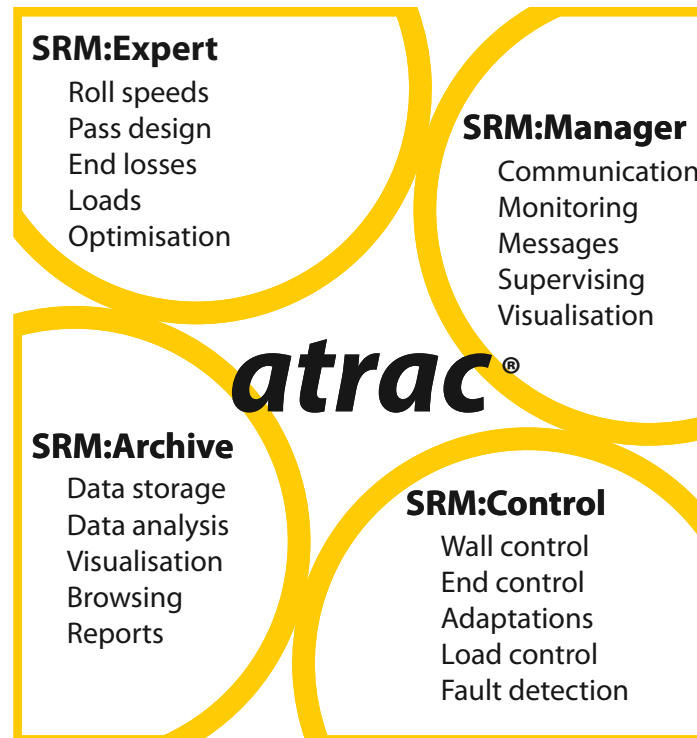 SRM:Expert
Roll speeds
Pass design
End losses
Loads
Optimisation
SRM:Manager
Communication
Monitoring
Messages
Supervising
Visualisation
atrac®
SRM:Archive
Data storage
Data analysis
Visualisation
Browsing
Reports
SRM:Control
Wall control
End control
Adaptations
Load control
Fault detection